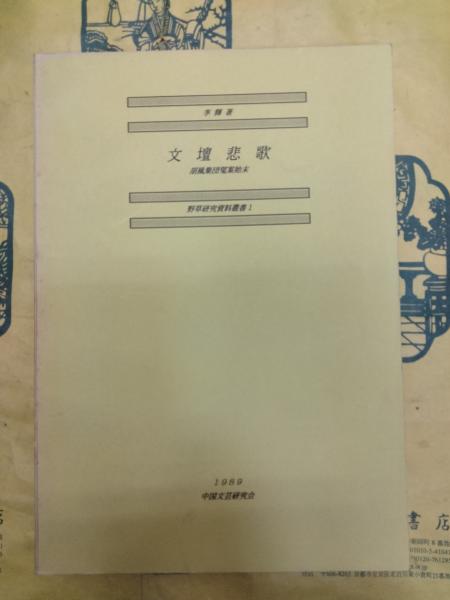 李輝著
文壇悲歌
胡風集団冤案始末
野草研究資料叢書1
1989
中国文芸研究会
書店